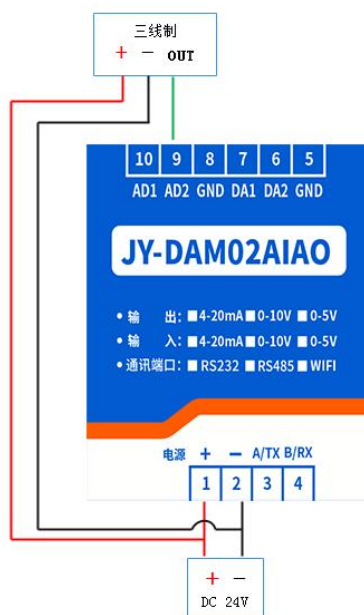 三线制
+ − OUT
10 9 8 7 6 5
AD1 AD2 GND DA1 DA2 GND
JY-DAM02AIAO
• 输 出: ■4-20mA ■0-10V ■0-5V
• 输 入: ■4-20mA ■0-10V ■0-5V
• 通讯端口: ■RS232 ■RS485 ■WIFI
电源 + − A/TX B/RX
1 2 3 4
+ −
DC 24V